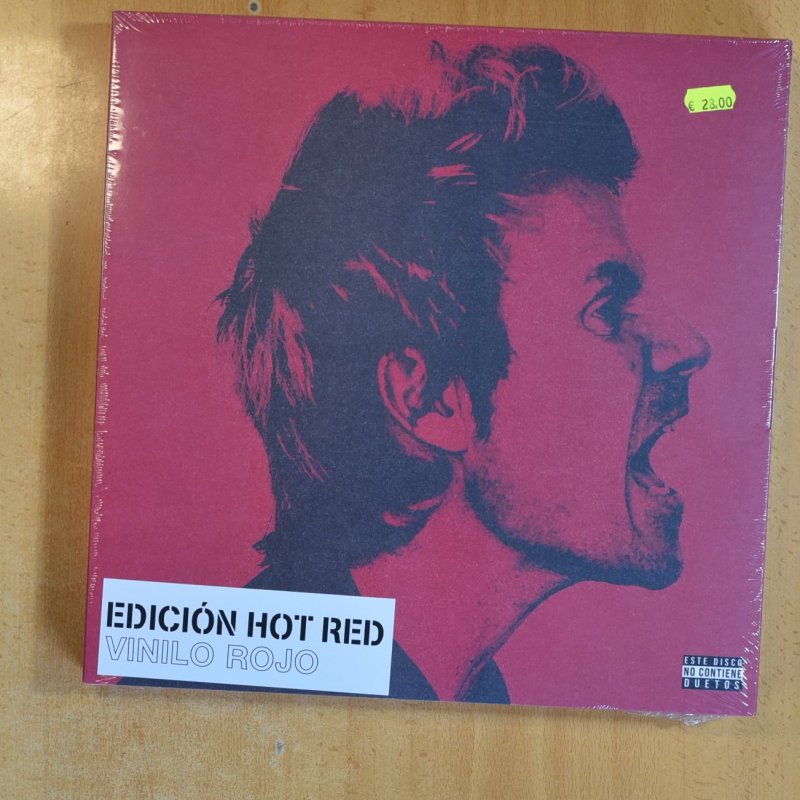 € 28,00
EDICIÓN HOT RED
VINILO ROJO
ESTE DISCO
NO CONTIENE
DUETOS